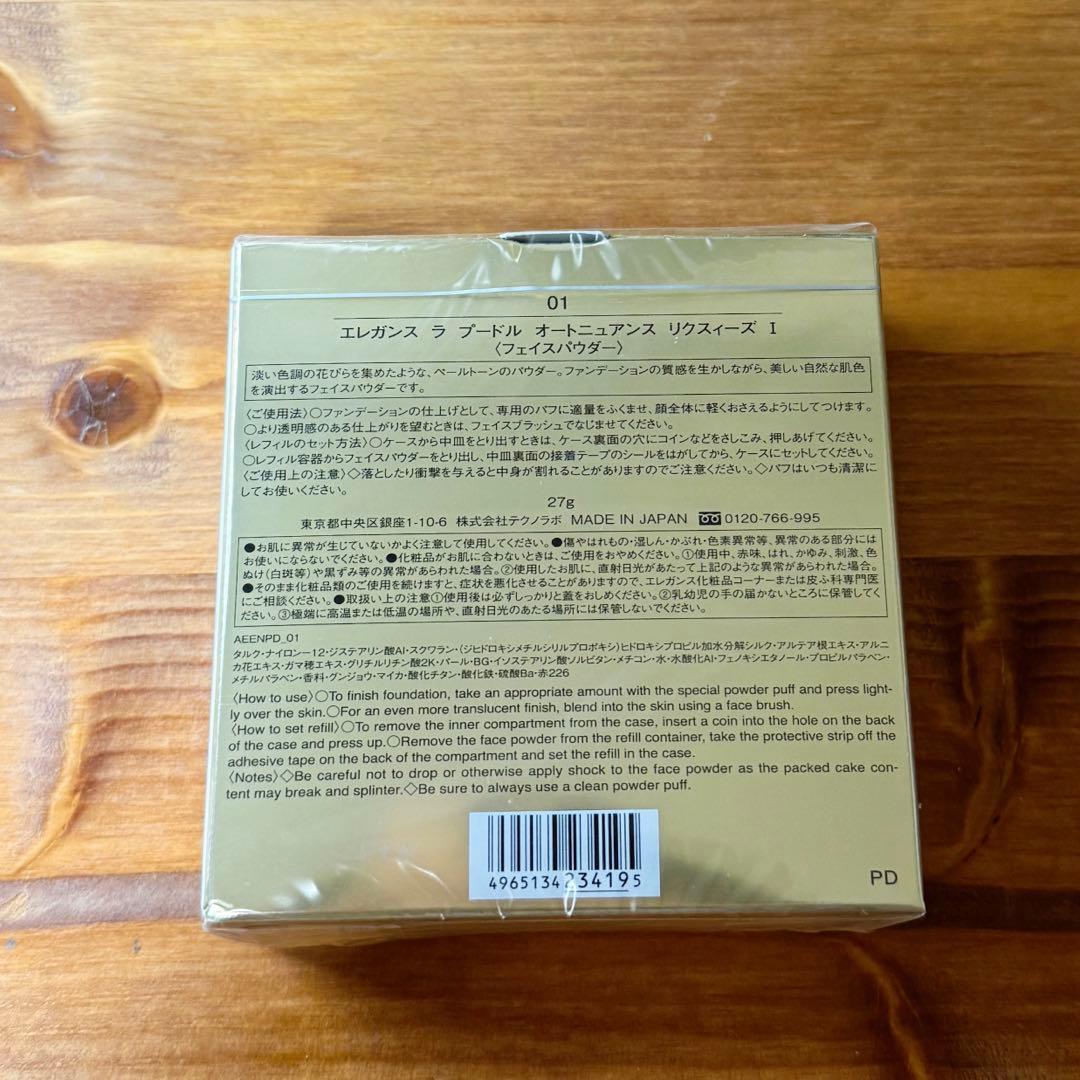 01
エレガンス ラ プードル オートニュアンス リクスィーズ Ⅰ
〈フェイスパウダー〉
淡い色調の花びらを集めたような、ペールトーンのパウダー。ファンデーションの質感を生かしながら、美しい自然な肌色
を演出するフェイスパウダーです。
〈ご使用法〉○ファンデーションの仕上げとして、専用のパフに適量をふくませ、顔全体に軽くおさえるようにしてつけます。
○より透明感のある仕上がりを望むときは、フェイスブラッシュでなじませてください。
〈レフィルのセット方法〉○ケースから中皿をとり出すときは、ケース裏面の穴にコインなどをさしこみ、押しあげてください。
○レフィル容器からフェイスパウダーをとり出し、中皿裏面の接着テープのシールをはがしてから、ケースにセットしてください。
〈ご使用上の注意〉◇落としたり衝撃を与えると中身が割れることがありますのでご注意ください。◇パフはいつも清潔に
してお使いください。
27g
東京都中央区銀座1-10-6 株式会社テクノラボ MADE IN JAPAN 0120-766-995
●お肌に異常が生じていないかよく注意して使用してください。●傷やはれもの・湿しん・かぶれ・色素異常等、異常のある部分には
お使いにならないでください。●化粧品がお肌に合わないときは、ご使用をおやめください。①使用中、赤味、はれ、かゆみ、刺激、色
ぬけ(白斑等)や黒ずみ等の異常があらわれた場合。②使用したお肌に、直射日光があたって上記のような異常があらわれた場合。
●そのまま化粧品類のご使用を続けますと、症状を悪化させることがありますので、エレガンス化粧品コーナーまたは皮ふ科専門医
にご相談ください。●取扱い上の注意①使用後は必ずしっかりと蓋をおしめください。②乳幼児の手の届かないところに保管してく
ださい。③極端に高温または低温の場所や、直射日光のあたる場所には保管しないでください。
AEENPD_01
タルク・ナイロン-12・ジステアリン酸Al・スクワラン・(ジヒドロキシメチルシリルプロポキシ)ヒドロキシプロピル加水分解シルク・アルテア根エキス・アルニ
カ花エキス・ガマ穂エキス・グリチルリチン酸2K・パール・BG・イソステアリン酸ソルビタン・メチコン・水・水酸化Al・フェノキシエタノール・プロピルパラベン・
メチルパラベン・香料・グンジョウ・マイカ・酸化チタン・酸化鉄・硫酸Ba・赤226
〈How to use〉○To finish foundation, take an appropriate amount with the special powder puff and press light-
ly over the skin.○For an even more translucent finish, blend into the skin using a face brush.
〈How to set refill〉○To remove the inner compartment from the case, insert a coin into the hole on the back
of the case and press up.○Remove the face powder from the refill container, take the protective strip off the
adhesive tape on the back of the compartment and set the refill in the case.
〈Notes〉◇Be careful not to drop or otherwise apply shock to the face powder as the packed cake con-
tent may break and splinter.◇Be sure to always use a clean powder puff.
4965134234195
PD